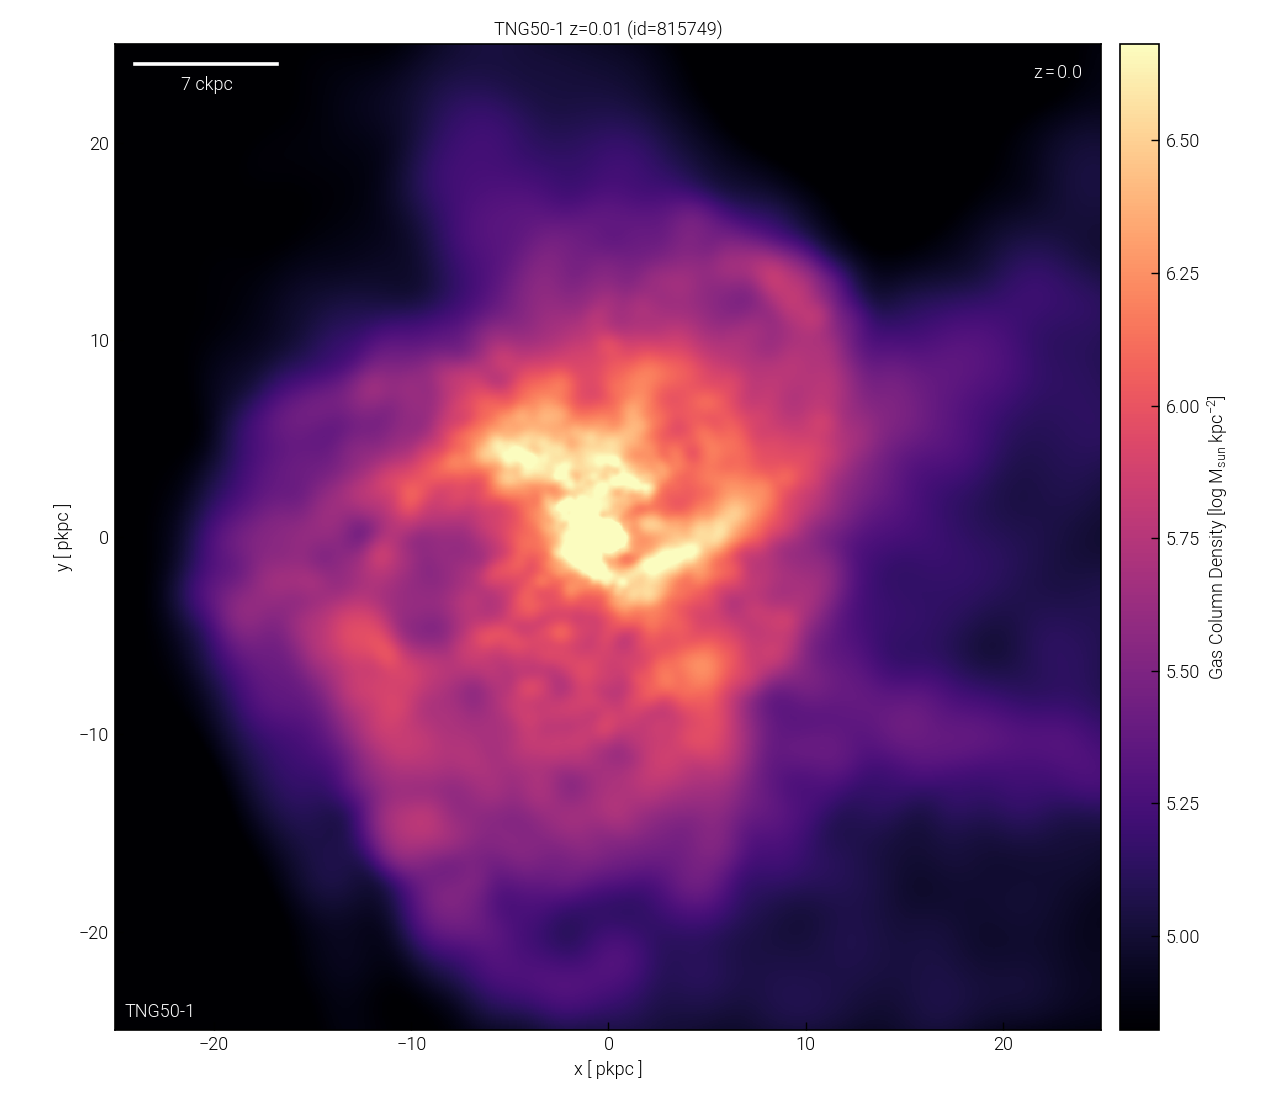 TNG50-1 z=0.01 (id=815749)
7 ckpc
z=0.0
20
10
0
−10
−20
y [ pkpc ]
TNG50-1
−20
−10
0
10
20
x [ pkpc ]
6.50
6.25
6.00
5.75
5.50
5.25
5.00
Gas Column Density [log M_sun kpc^−2]